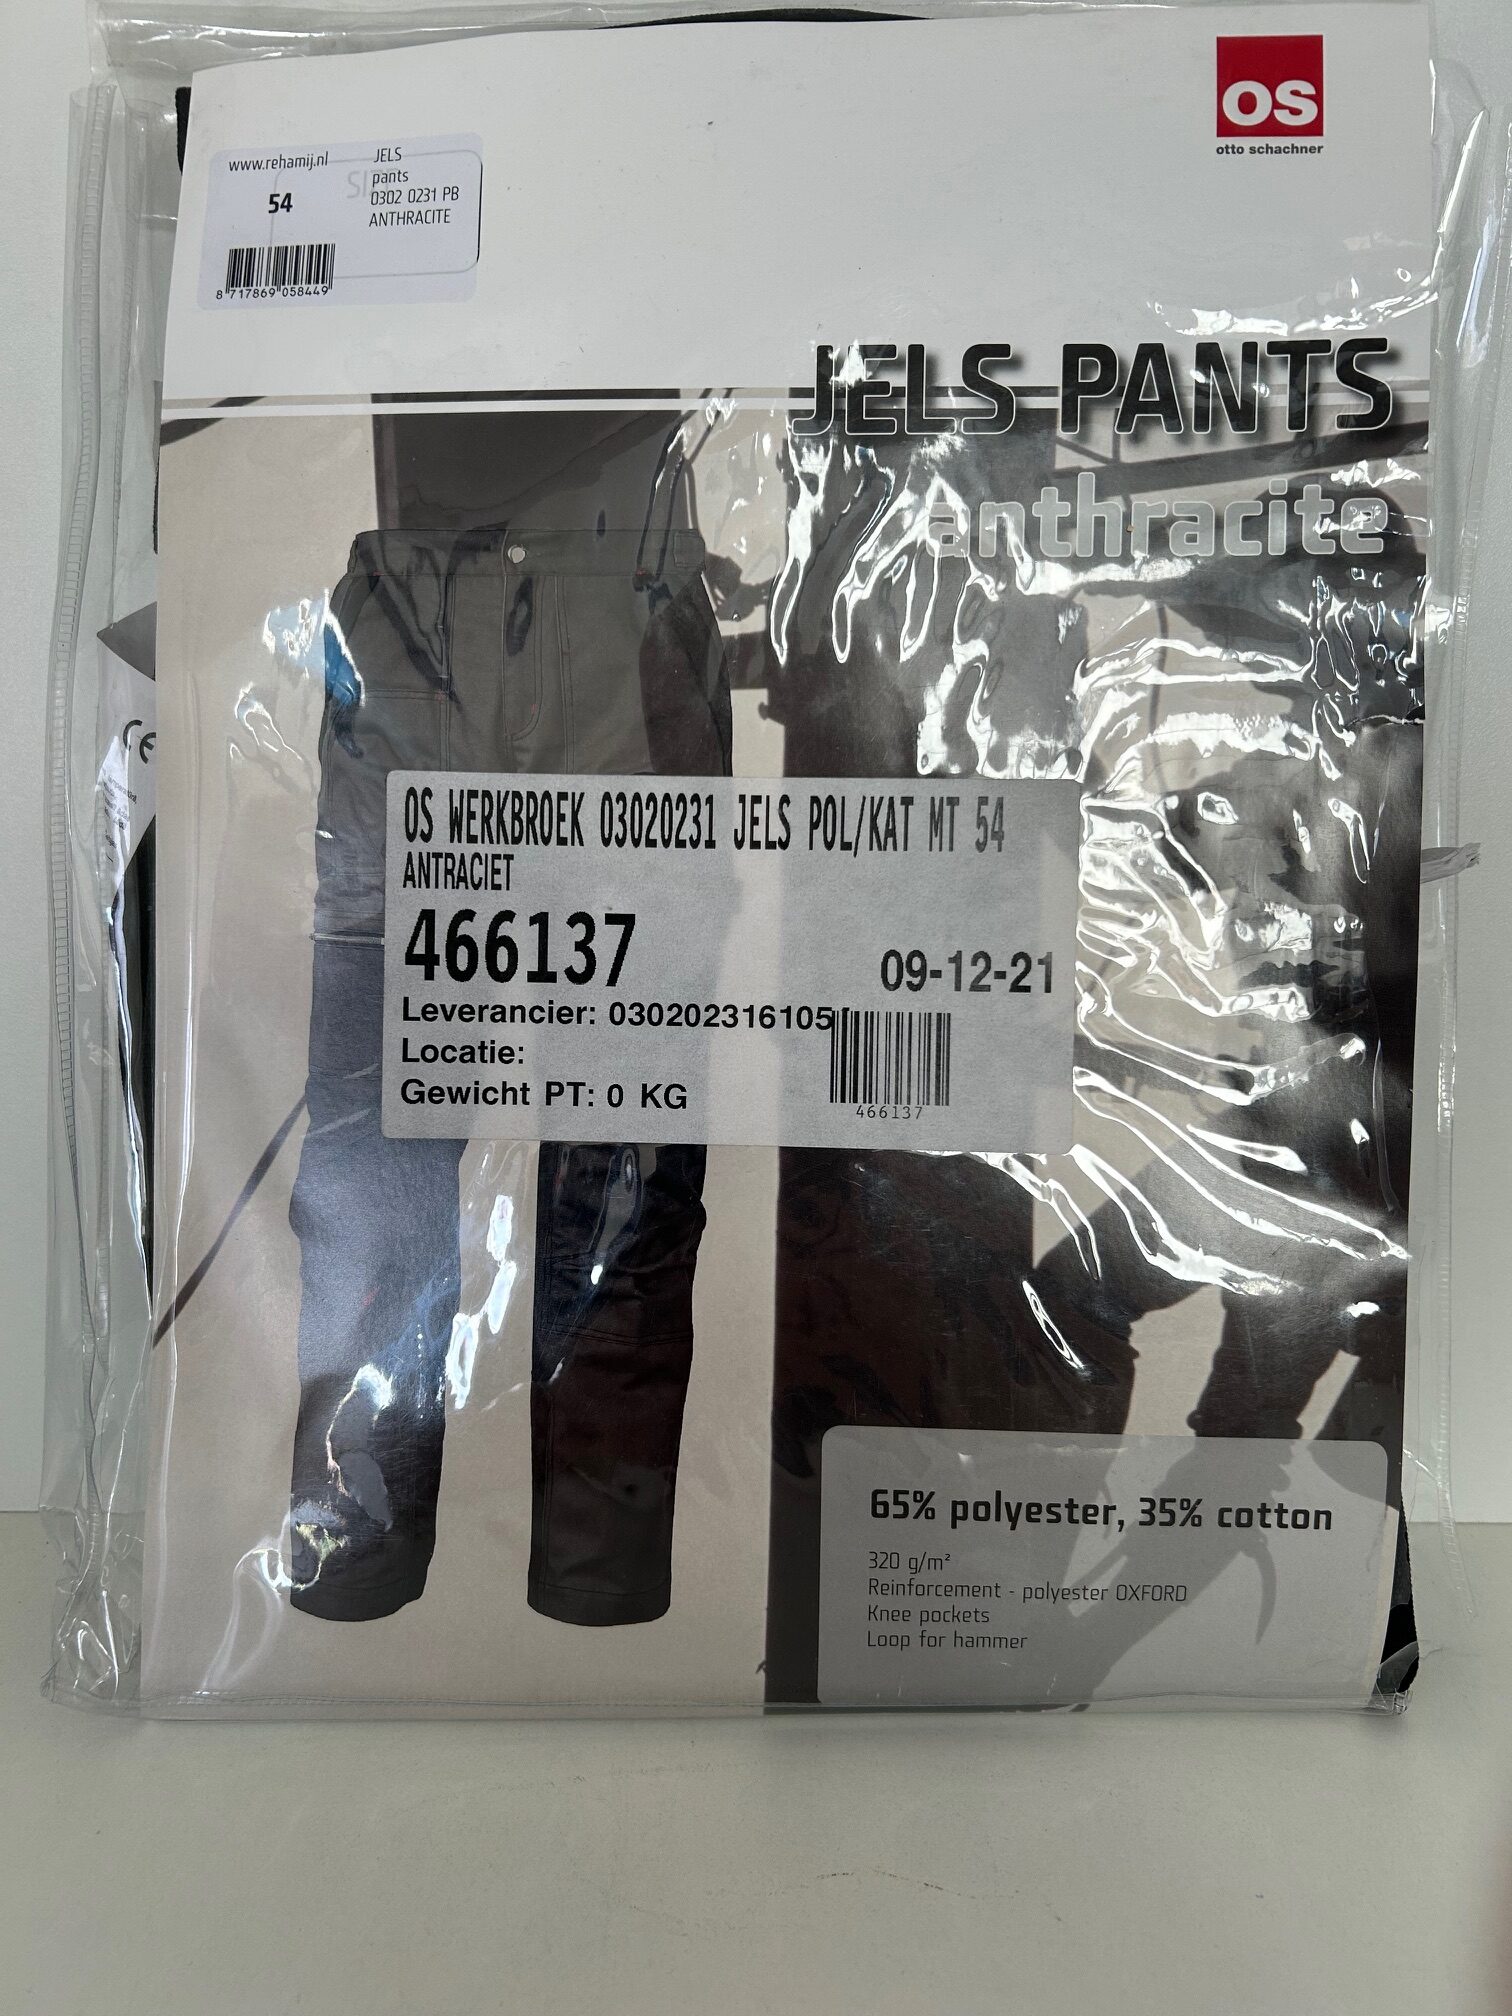 OS
otto schachner
www.rehamij.nl
54
JELS
pants
0302 0231 PB
ANTHRACITE
8 717869 058449
JELS PANTS
anthracite
CE
OS WERKBROEK 03020231 JELS POL/KAT MT 54
ANTRACIET
466137
09-12-21
Leverancier: 030202316105
Locatie:
Gewicht PT: 0 KG
466137
65% polyester, 35% cotton
320 g/m²
Reinforcement - polyester OXFORD
Knee pockets
Loop for hammer